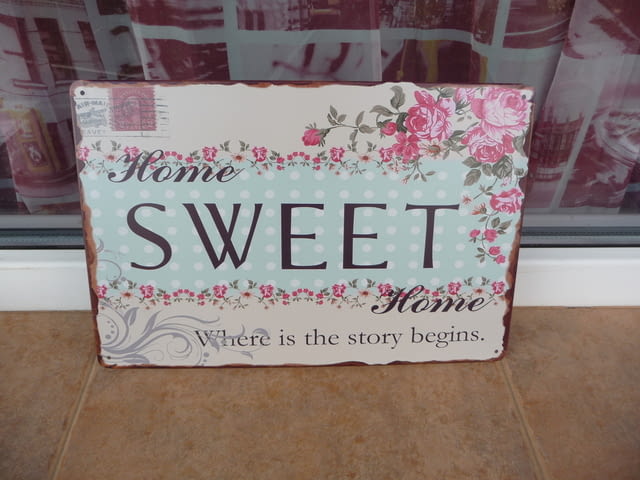 Home
SWEET
Home
Where is the story begins.